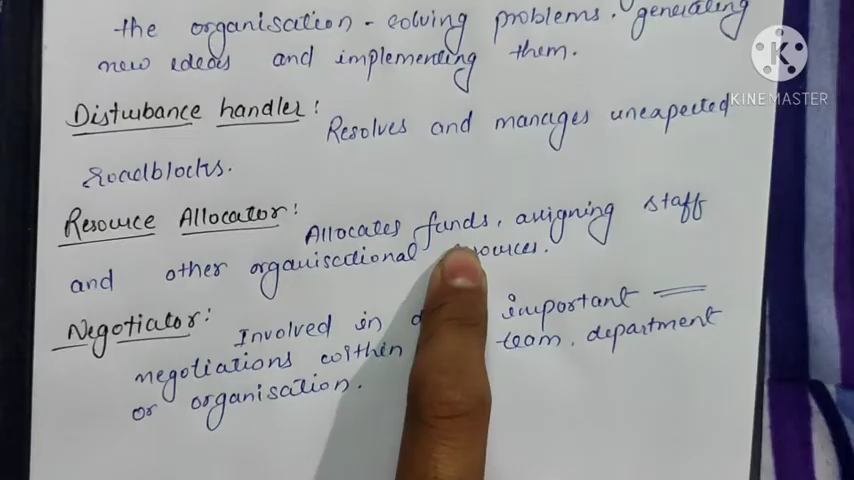 the organisation - solving problems. generating
new ideas and implementing them.
Disturbance handler:
Resolves and manages unexpected
roadblocks.
Resource Allocator:
Allocates funds, assigning staff
and other organisational
Negotiator:
Involved in important
negotiations within team, department
or organisation.
K
KINEMASTER